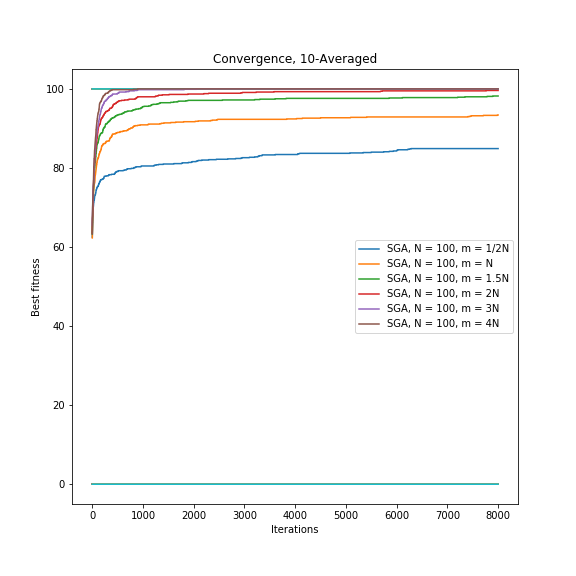 Convergence, 10-Averaged
100
80
60
40
20
0
Best fitness
SGA, N = 100, m = 1/2N
SGA, N = 100, m = N
SGA, N = 100, m = 1.5N
SGA, N = 100, m = 2N
SGA, N = 100, m = 3N
SGA, N = 100, m = 4N
0 1000 2000 3000 4000 5000 6000 7000 8000
Iterations